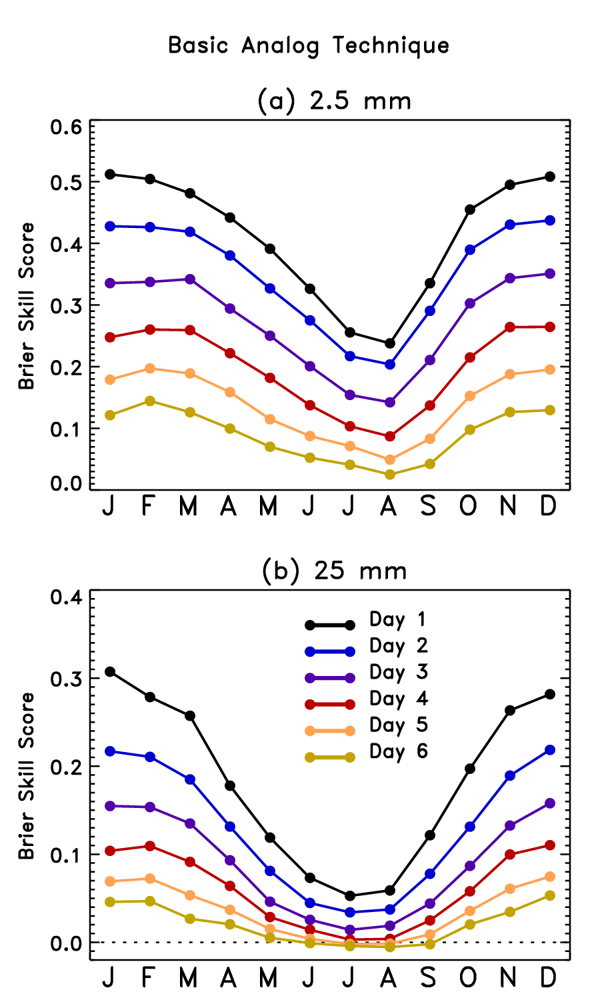 Basic Analog Technique
(a) 2.5 mm
0.6
0.5
0.4
0.3
0.2
0.1
0.0
Brier Skill Score
J F M A M J J A S O N D
(b) 25 mm
0.4
0.3
0.2
0.1
0.0
Brier Skill Score
Day 1
Day 2
Day 3
Day 4
Day 5
Day 6
J F M A M J J A S O N D